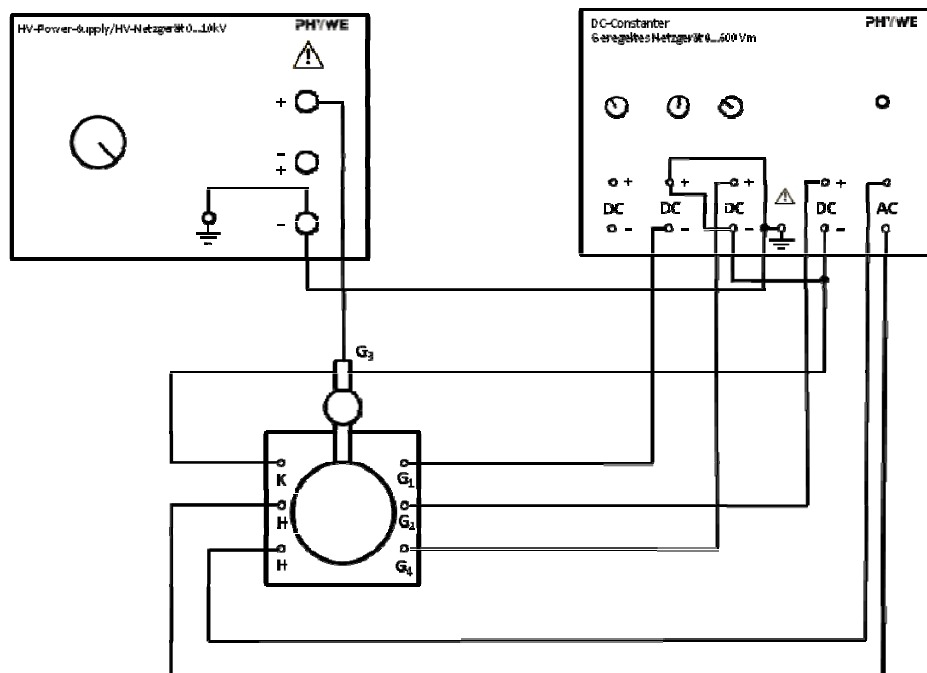 HV-Power-Supply/HV-Netzgerät 0...10kV
PHYWE
+
-
+
-
DC-Constanter
Geregeltes Netzgerät 0...600 Vm
PHYWE
+ + + +
DC DC DC DC AC
- - - -
G3
K
H
H
G1
G2
G4